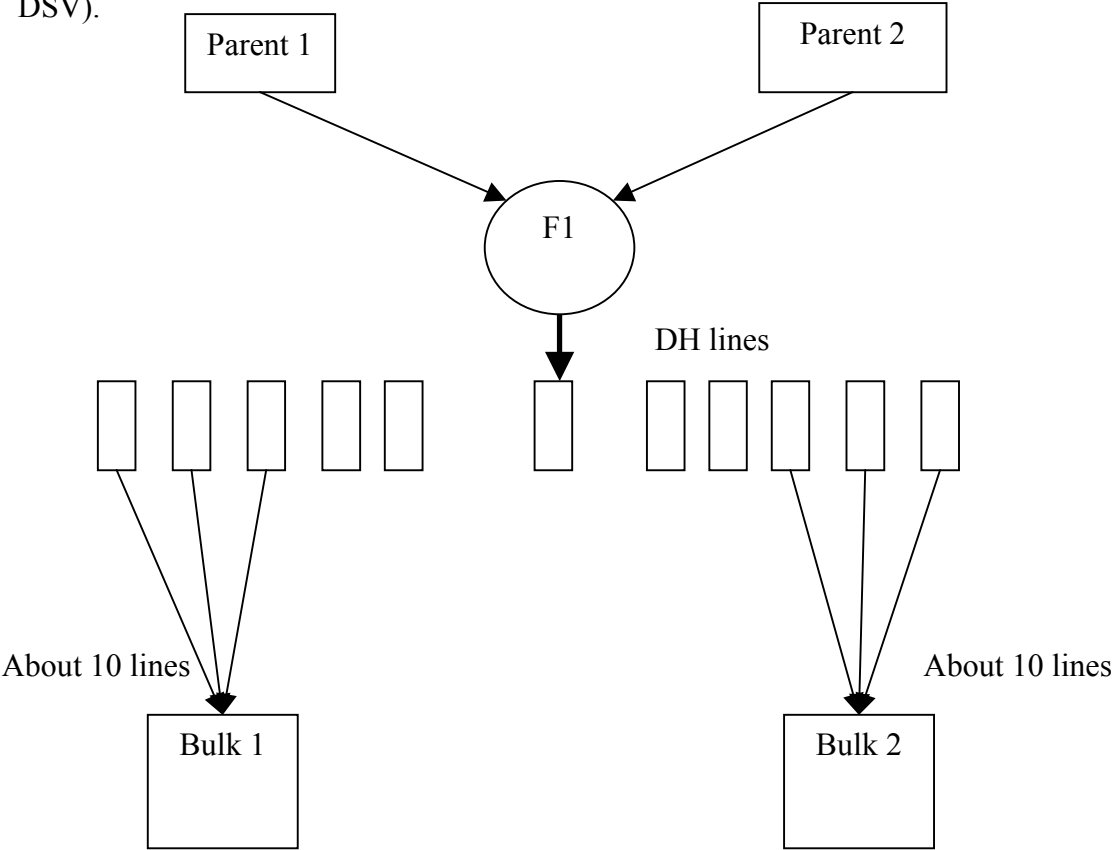 DSV).
Parent 1
Parent 2
F1
DH lines
About 10 lines
About 10 lines
Bulk 1
Bulk 2